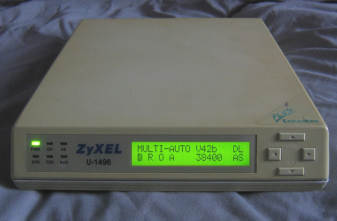 ZyXEL
U-1496
MULTI-AUTO V42b DL
D R O A 38400 AS